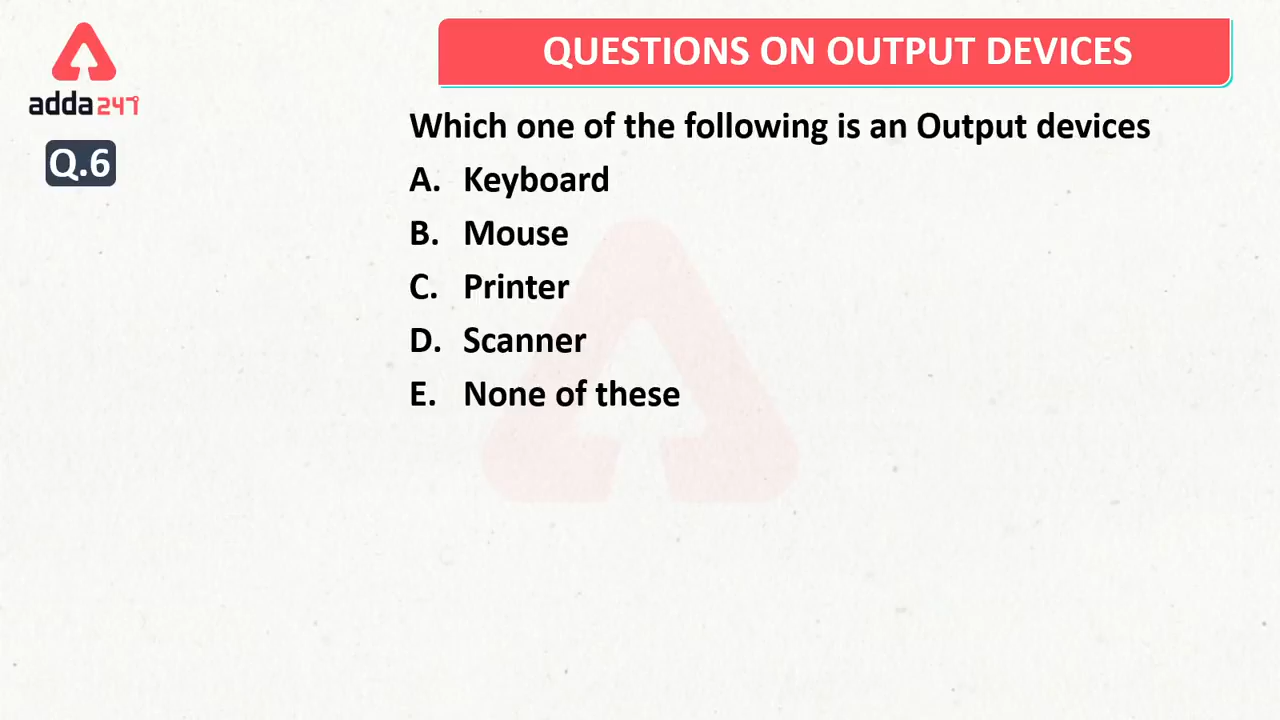 adda247
QUESTIONS ON OUTPUT DEVICES
Q.6
Which one of the following is an Output devices
A. Keyboard
B. Mouse
C. Printer
D. Scanner
E. None of these